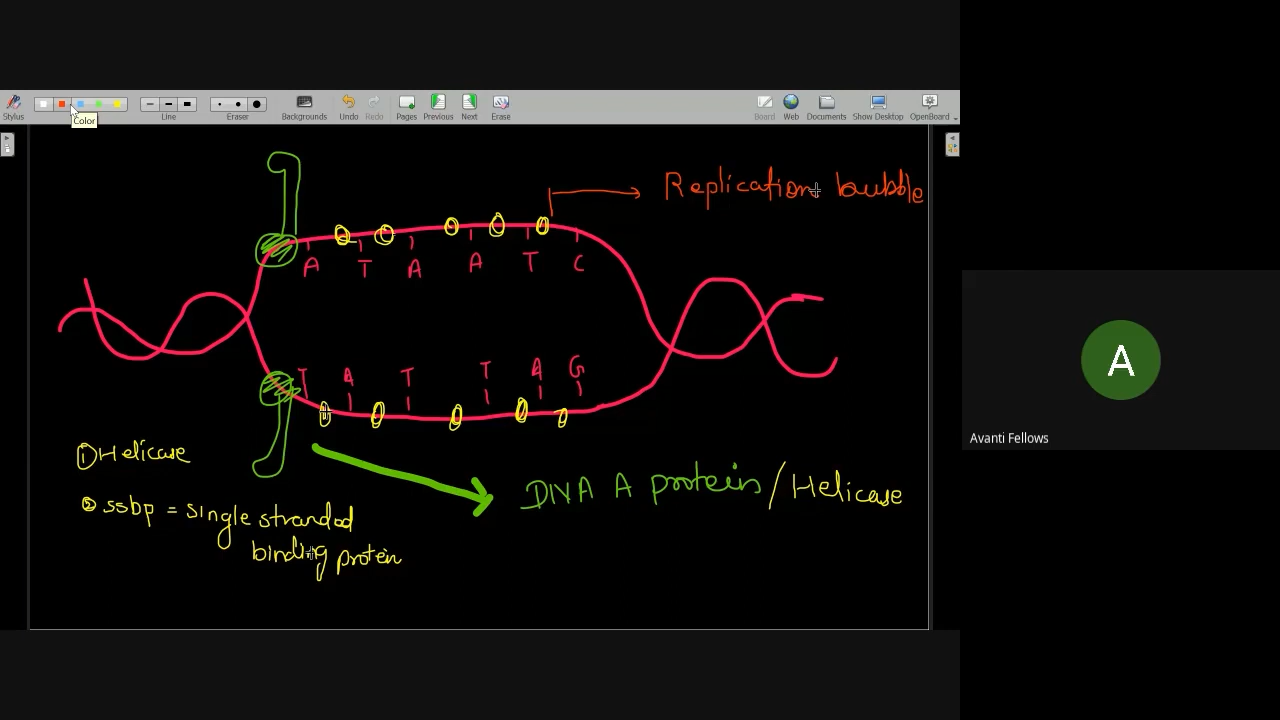 Line
Eraser
Backgrounds
Undo
Redo
Pages
Previous
Next
Erase
Board
Web
Documents
Show Desktop
OpenBoard
Color
Replication bubble
A T A A T C
T A T T A G
① Helicase
DNA A protein / Helicase
② ssbp = single stranded
binding protein
Stylus
A
Avanti Fellows